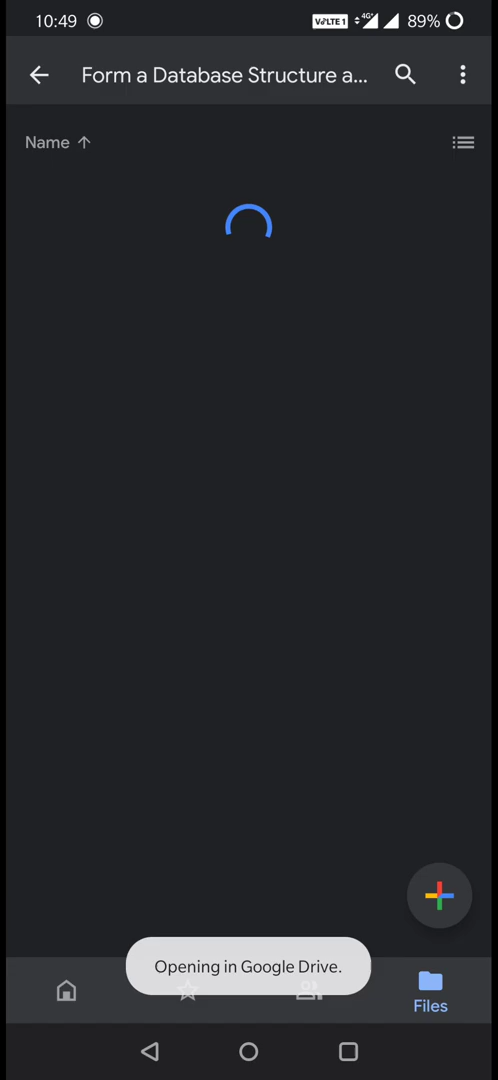 10:49 VoLTE 1 4G+ 89%
Form a Database Structure a...
Name
Opening in Google Drive.
Files